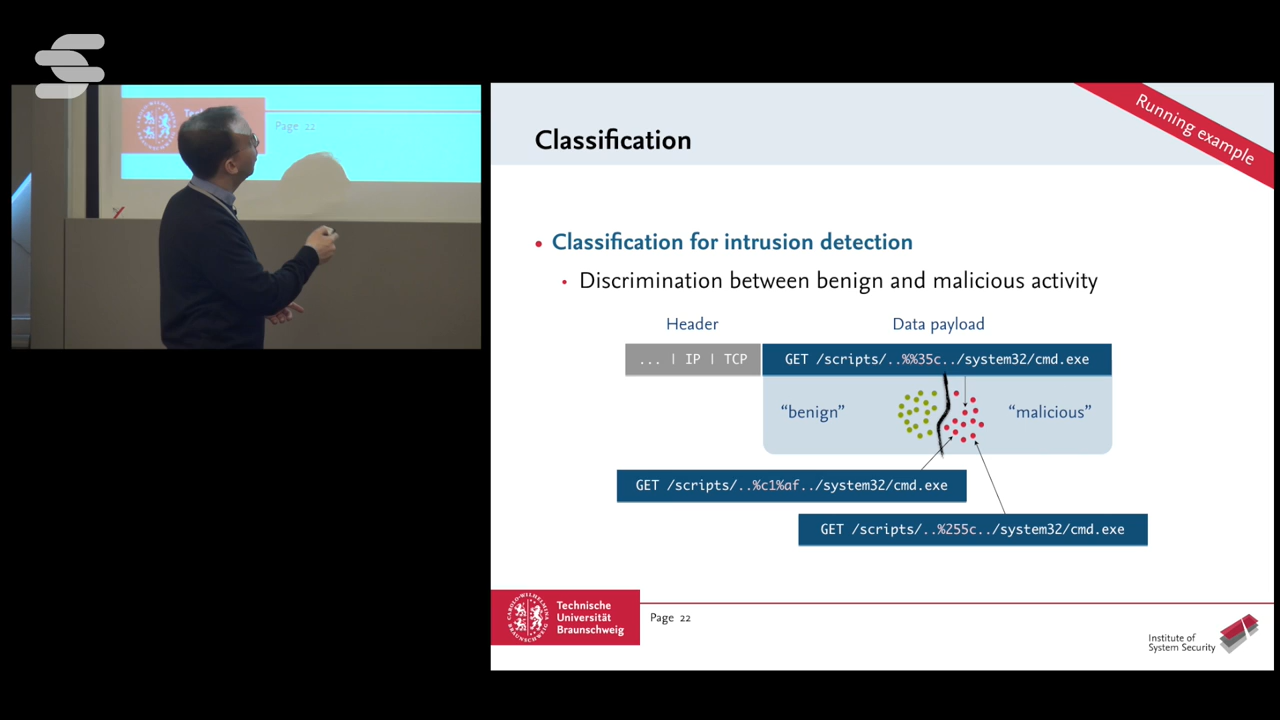 Page 22
Running example
Classification
• Classification for intrusion detection
• Discrimination between benign and malicious activity
Header
Data payload
... | IP | TCP
GET /scripts/..%%35c../system32/cmd.exe
“benign”
“malicious”
GET /scripts/..%c1%af../system32/cmd.exe
GET /scripts/..%255c../system32/cmd.exe
Technische
Universität
Braunschweig
Page 22
Institute of
System Security